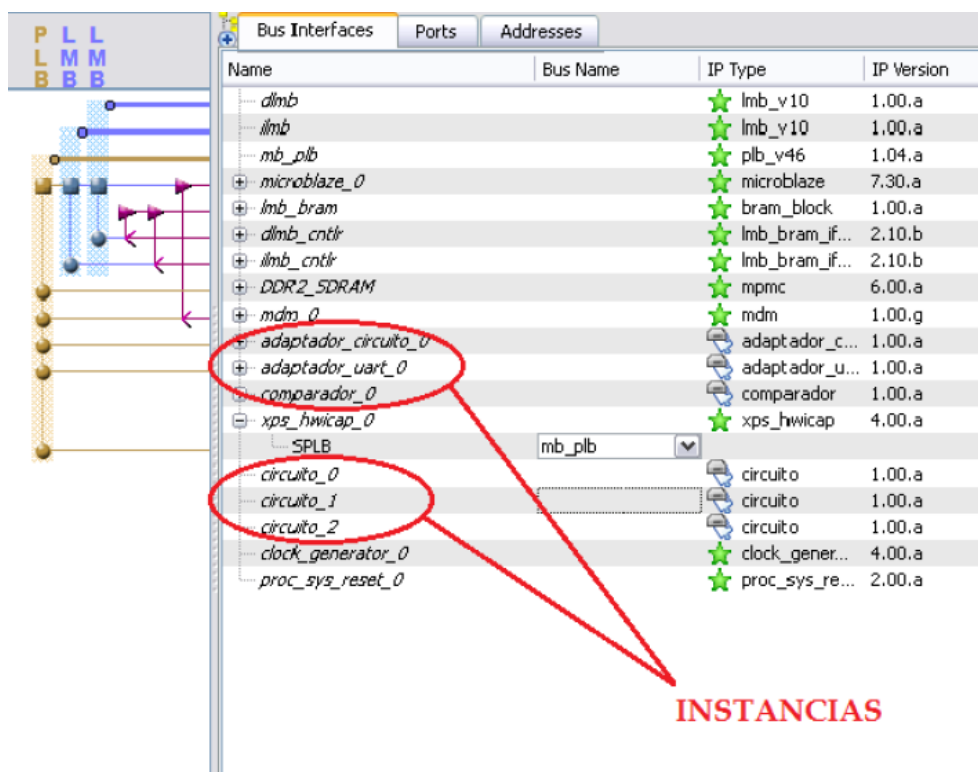 P L L
L M M
B B B
Bus Interfaces Ports Addresses
Name Bus Name IP Type IP Version
dlmb lmb_v10 1.00.a
ilmb lmb_v10 1.00.a
mb_plb plb_v46 1.04.a
microblaze_0 microblaze 7.30.a
lmb_bram bram_block 1.00.a
dlmb_cntlr lmb_bram_if... 2.10.b
ilmb_cntlr lmb_bram_if... 2.10.b
DDR2_SDRAM mpmc 6.00.a
mdm_0 mdm 1.00.g
adaptador_circuito_0 adaptador_c... 1.00.a
adaptador_uart_0 adaptador_u... 1.00.a
comparador_0 comparador 1.00.a
xps_hwicap_0 xps_hwicap 4.00.a
SPLB mb_plb
circuito_0 circuito 1.00.a
circuito_1 circuito 1.00.a
circuito_2 circuito 1.00.a
clock_generator_0 clock_gener... 4.00.a
proc_sys_reset_0 proc_sys_re... 2.00.a
INSTANCIAS